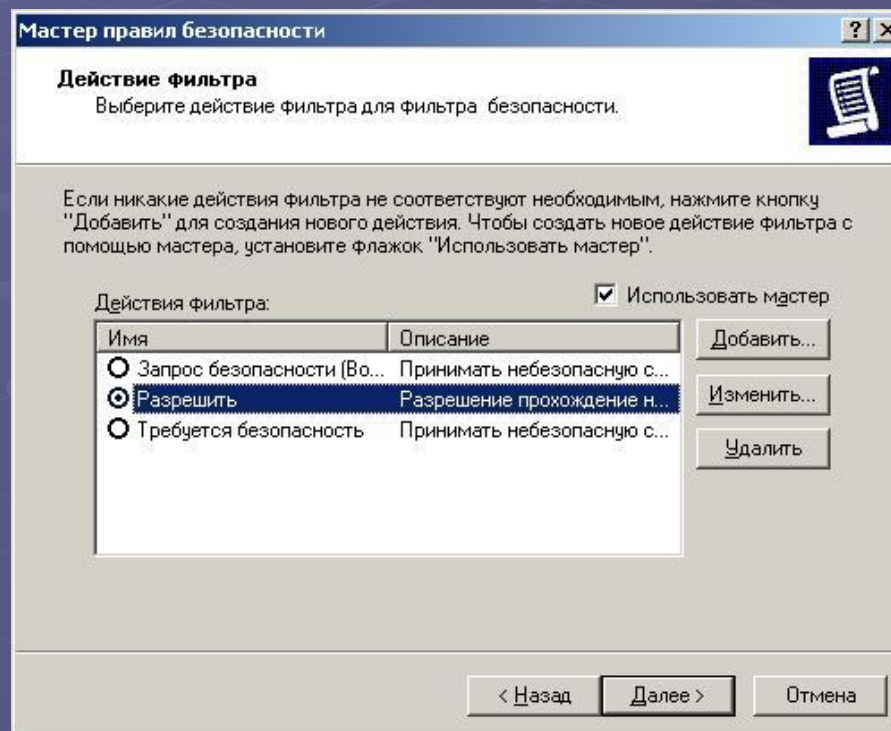 Мастер правил безопасности
Действие фильтра
Выберите действие фильтра для фильтра безопасности.
Если никакие действия фильтра не соответствуют необходимым, нажмите кнопку
"Добавить" для создания нового действия. Чтобы создать новое действие фильтра с
помощью мастера, установите флажок "Использовать мастер".
Действия фильтра:
Использовать мастер
Имя Описание
Запрос безопасности (Во... Принимать небезопасную с...
Разрешить Разрешение прохождение н...
Требуется безопасность Принимать небезопасную с...
Добавить...
Изменить...
Удалить
< Назад Далее > Отмена